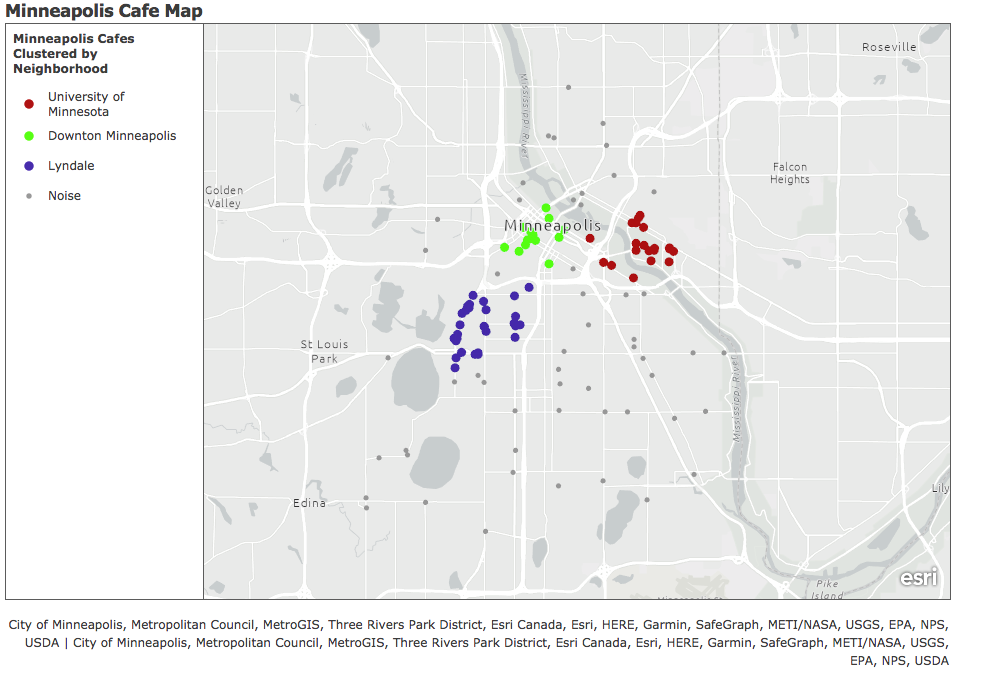 Minneapolis Cafe Map
Minneapolis Cafes
Clustered by
Neighborhood
University of
Minnesota
Downton Minneapolis
Lyndale
Noise
Roseville
Mississippi River
Falcon
Heights
Golden
Valley
Minneapolis
St Louis
Park
Mississippi River
Edina
Lily
esri
Pike
Island
City of Minneapolis, Metropolitan Council, MetroGIS, Three Rivers Park District, Esri Canada, Esri, HERE, Garmin, SafeGraph, METI/NASA, USGS, EPA, NPS,
USDA | City of Minneapolis, Metropolitan Council, MetroGIS, Three Rivers Park District, Esri Canada, Esri, HERE, Garmin, SafeGraph, METI/NASA, USGS,
EPA, NPS, USDA